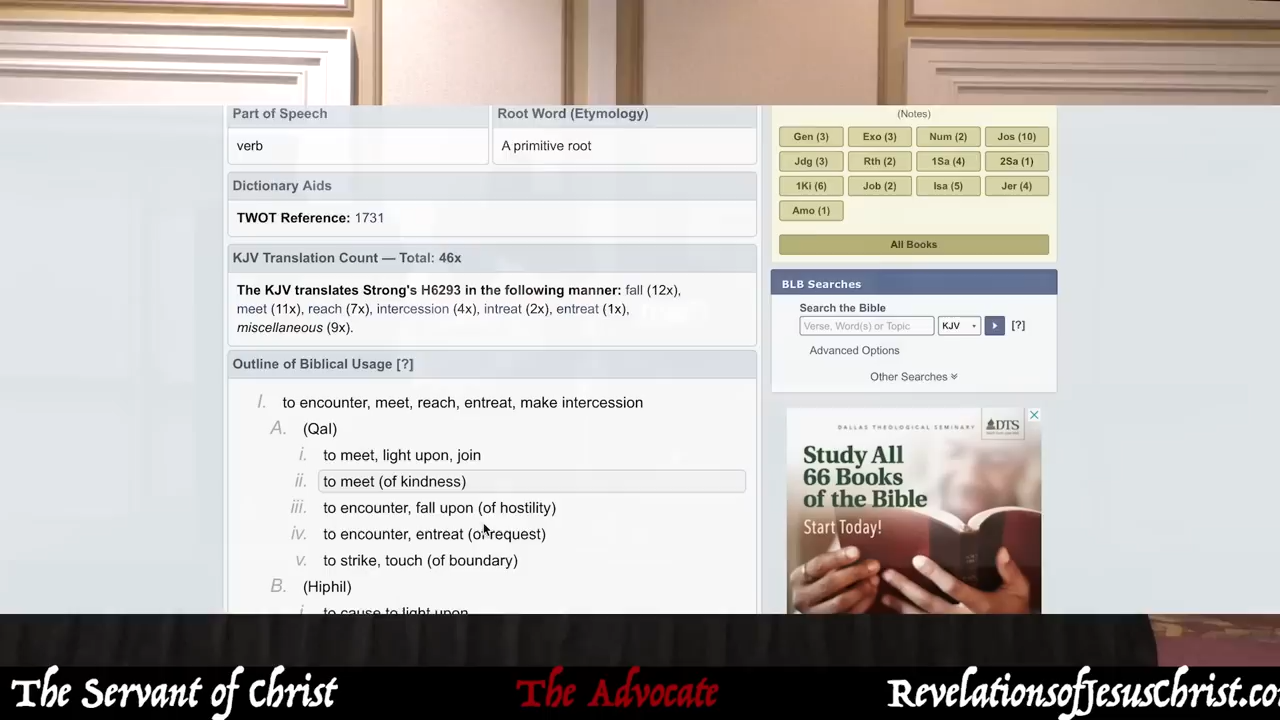 Part of Speech
Root Word (Etymology)
verb
A primitive root
Dictionary Aids
TWOT Reference: 1731
KJV Translation Count — Total: 46x
The KJV translates Strong's H6293 in the following manner: fall (12x),
meet (11x), reach (7x), intercession (4x), intreat (2x), entreat (1x),
miscellaneous (9x).
Outline of Biblical Usage [?]
I. to encounter, meet, reach, entreat, make intercession
A. (Qal)
i. to meet, light upon, join
ii. to meet (of kindness)
iii. to encounter, fall upon (of hostility)
iv. to encounter, entreat (of request)
v. to strike, touch (of boundary)
B. (Hiphil)
i. to cause to light upon
(Notes)
Gen (3) Exo (3) Num (2) Jos (10)
Jdg (3) Rth (2) 1Sa (4) 2Sa (1)
1Ki (6) Job (2) Isa (5) Jer (4)
Amo (1)
All Books
BLB Searches
Search the Bible
Verse, Word(s) or Topic KJV [?]
Advanced Options
Other Searches
DALLAS THEOLOGICAL SEMINARY DTS
Study All
66 Books
of the Bible
Start Today!
The Servant of Christ
The Advocate
RevelationsofJesusChrist.co